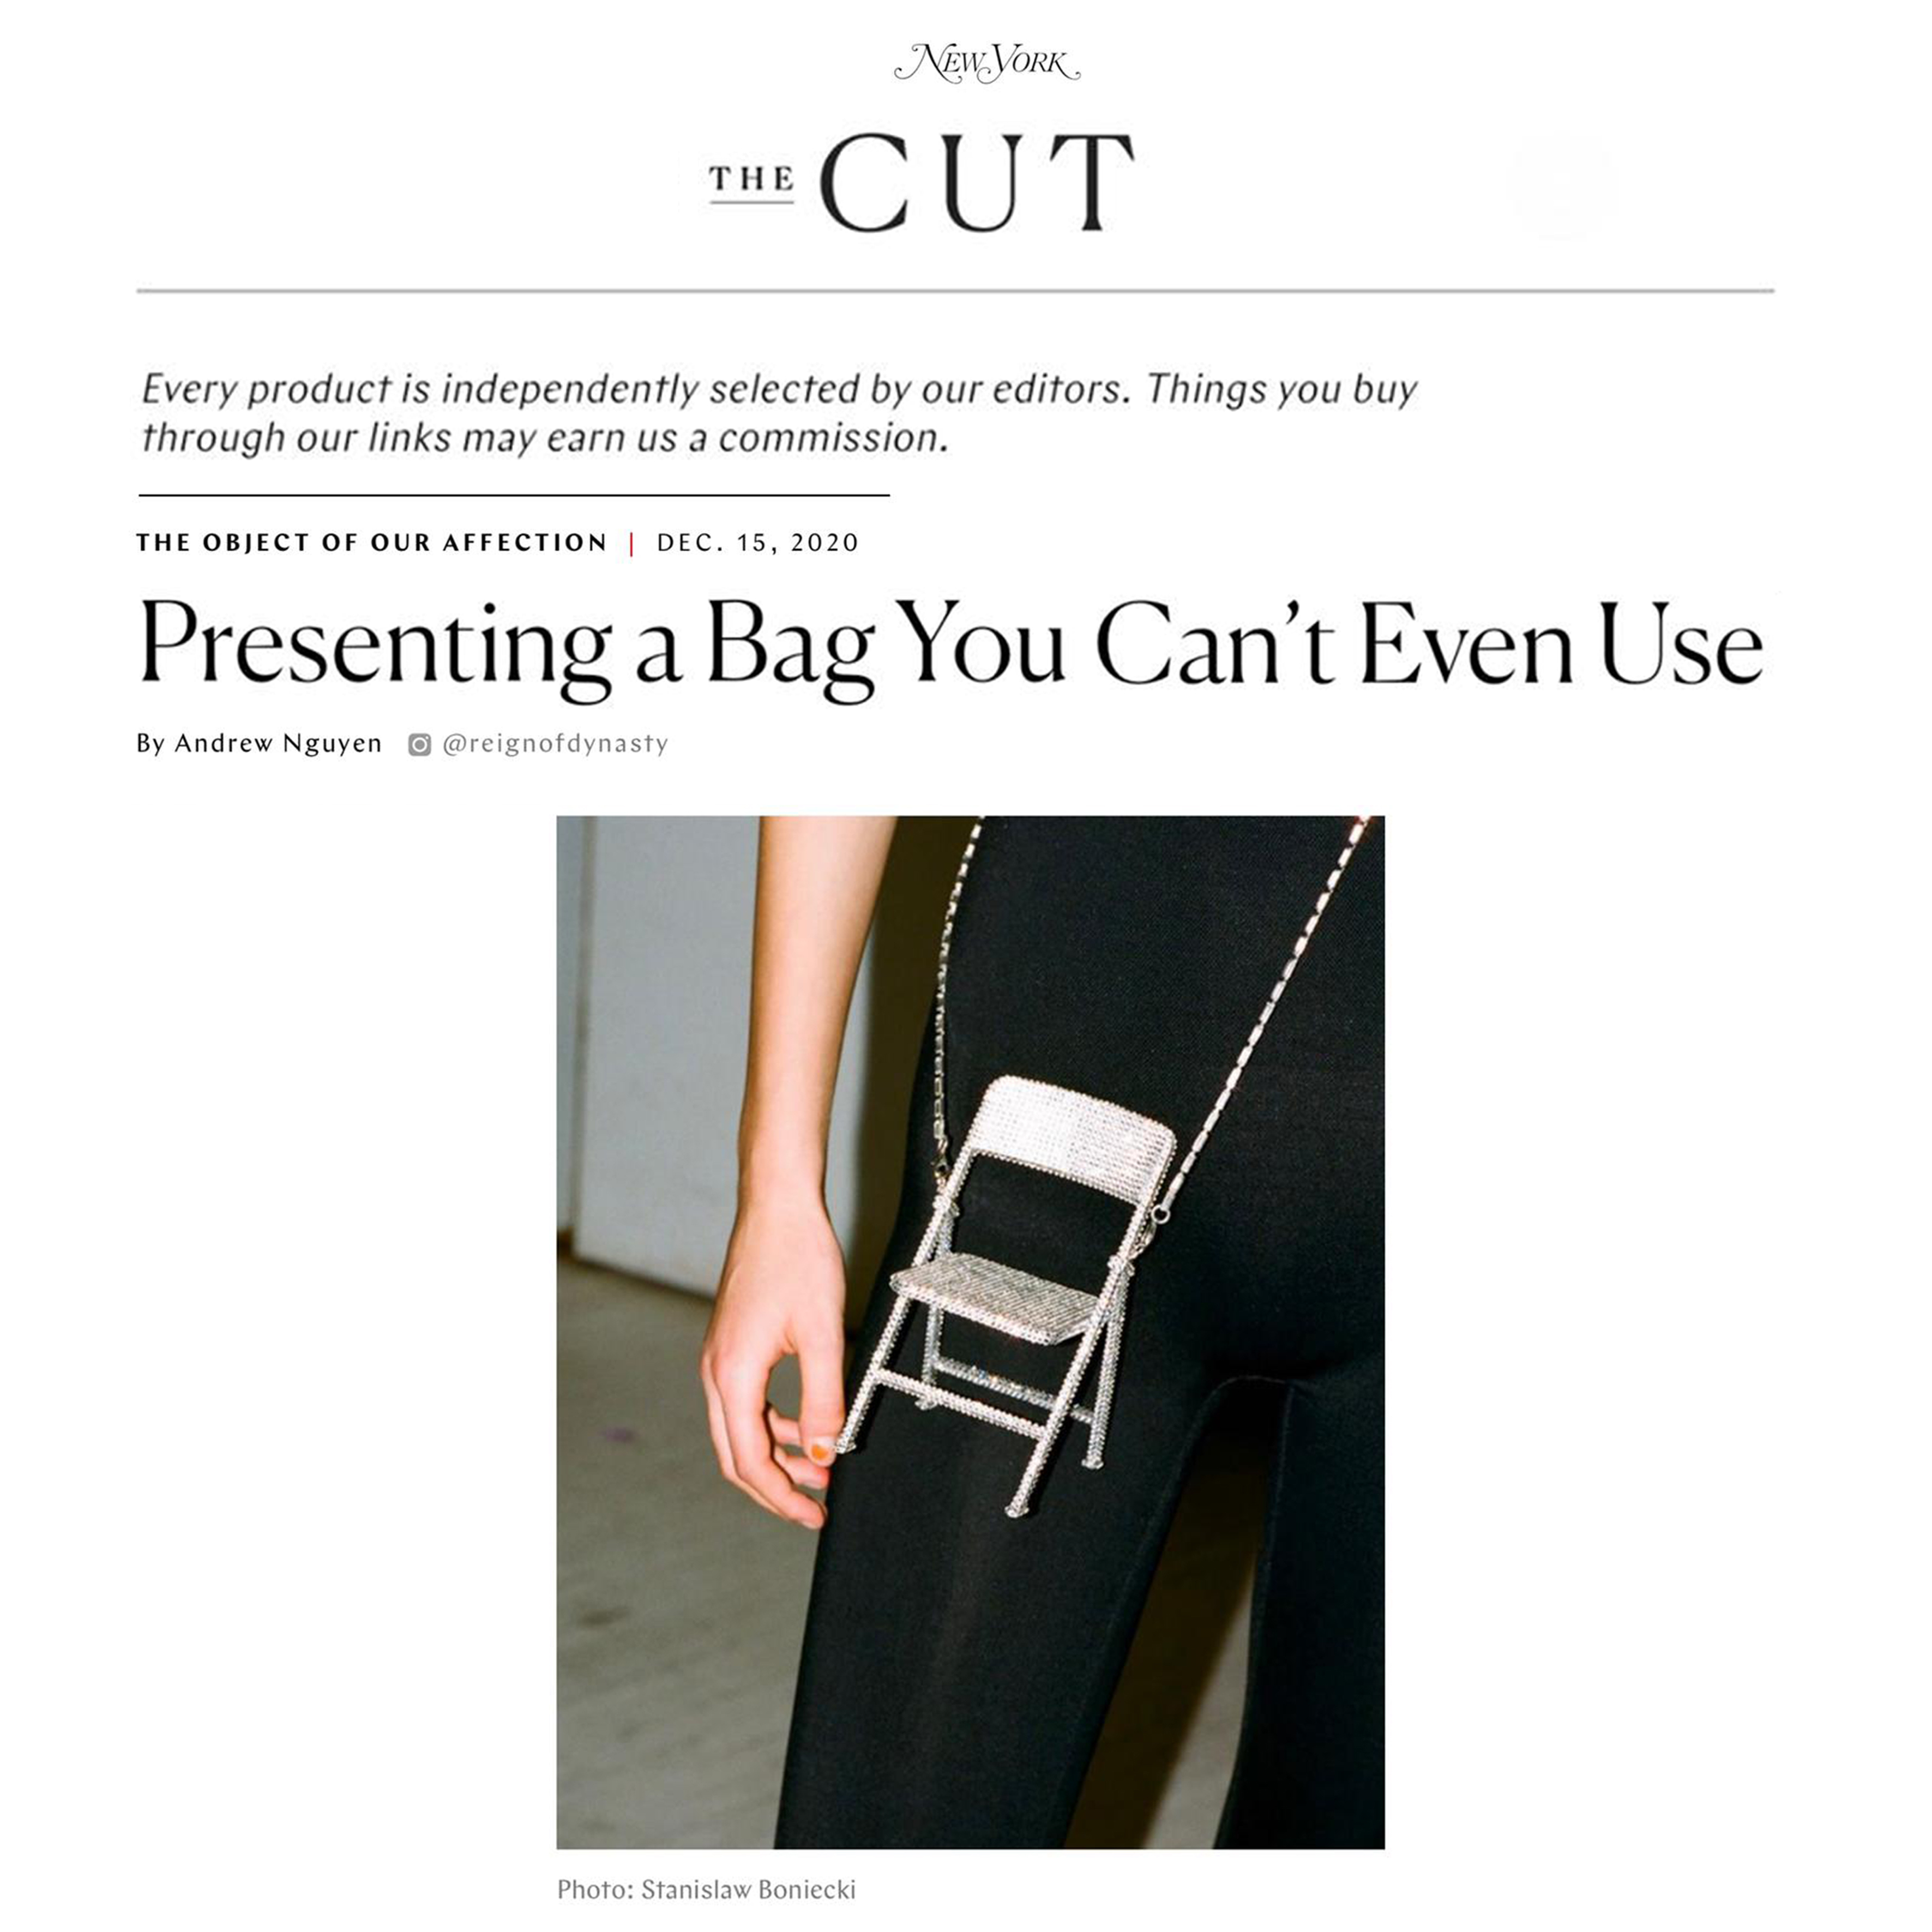 NEW YORK
THE CUT
Every product is independently selected by our editors. Things you buy
through our links may earn us a commission.
THE OBJECT OF OUR AFFECTION | DEC. 15, 2020
Presenting a Bag You Can’t Even Use
By Andrew Nguyen @reignofdynasty
Photo: Stanislaw Boniecki